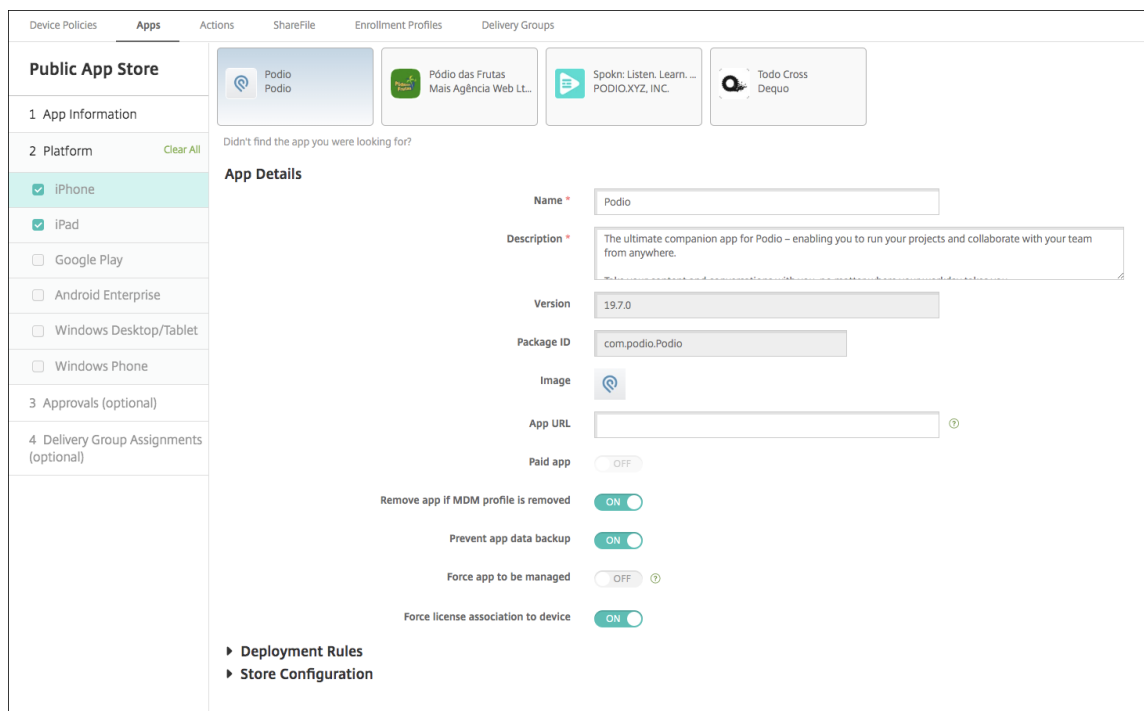 Device Policies Apps Actions ShareFile Enrollment Profiles Delivery Groups
Public App Store
1 App Information
2 Platform Clear All
iPhone
iPad
Google Play
Android Enterprise
Windows Desktop/Tablet
Windows Phone
3 Approvals (optional)
4 Delivery Group Assignments
(optional)
Podio
Podio
Pódio das Frutas
Mais Agência Web Lt...
Spokn: Listen. Learn. ...
PODIO.XYZ, INC.
Todo Cross
Dequo
Didn't find the app you were looking for?
App Details
Name * Podio
Description * The ultimate companion app for Podio – enabling you to run your projects and collaborate with your team
from anywhere.
Version 19.7.0
Package ID com.podio.Podio
Image
App URL ?
Paid app OFF
Remove app if MDM profile is removed ON
Prevent app data backup ON
Force app to be managed OFF ?
Force license association to device ON
Deployment Rules
Store Configuration